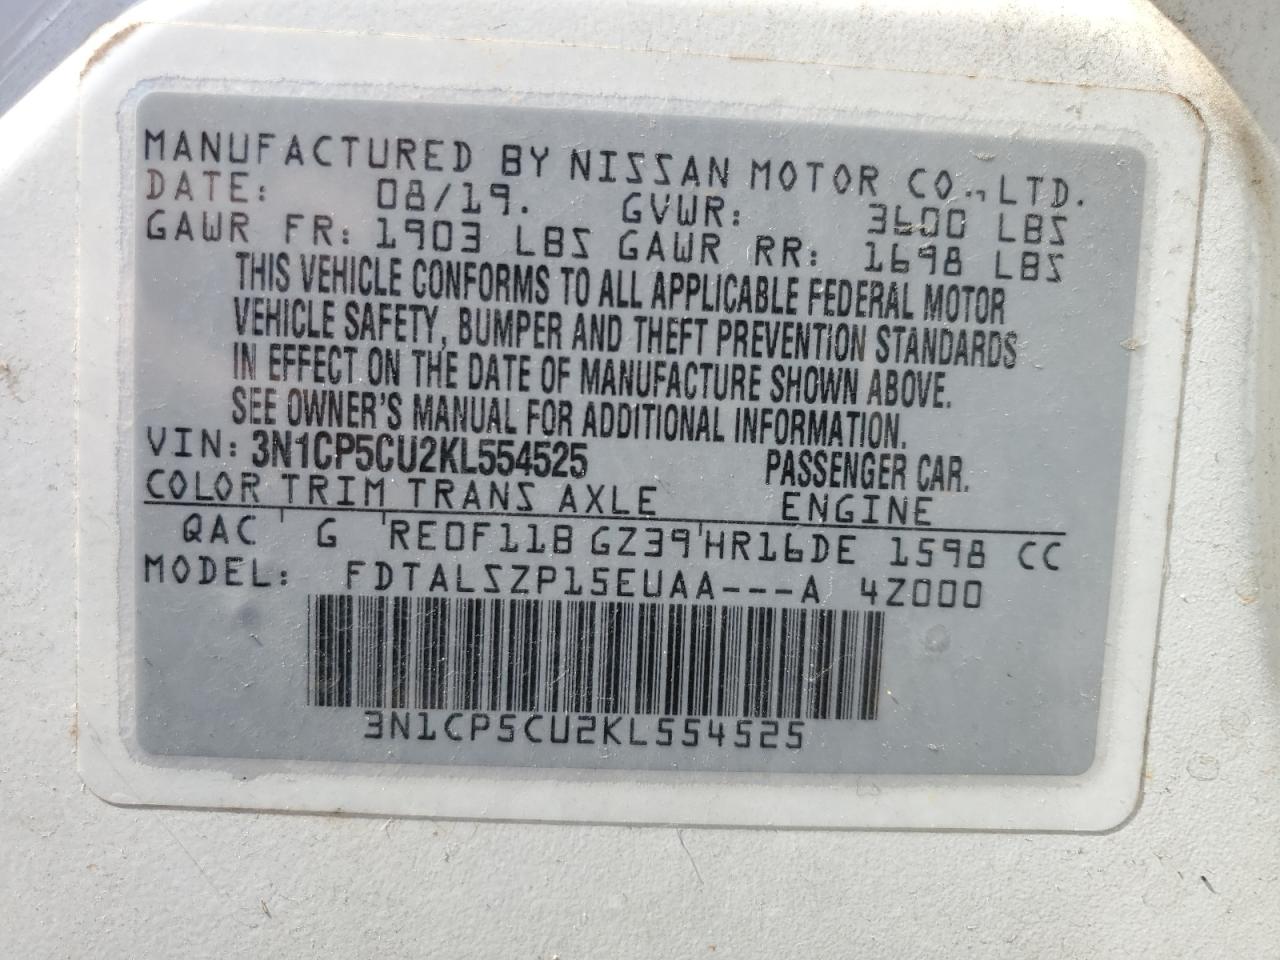 MANUFACTURED BY NISSAN MOTOR CO., LTD.
DATE: 08/19. GVWR: 3600 LBS
GAWR FR: 1903 LBS GAWR RR: 1698 LBS
THIS VEHICLE CONFORMS TO ALL APPLICABLE FEDERAL MOTOR
VEHICLE SAFETY, BUMPER AND THEFT PREVENTION STANDARDS
IN EFFECT ON THE DATE OF MANUFACTURE SHOWN ABOVE.
SEE OWNER'S MANUAL FOR ADDITIONAL INFORMATION.
VIN: 3N1CP5CU2KL554525 PASSENGER CAR.
COLOR TRIM TRANS AXLE ENGINE
QAC G RE0F11B GZ39 HR16DE 1598 CC
MODEL: FDTALSZP15EUAA---A 4Z000
3N1CP5CU2KL554525